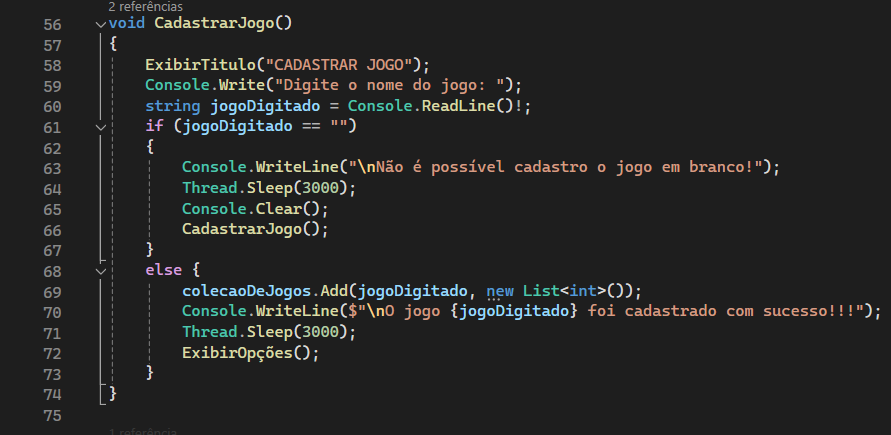 2 referências
56 void CadastrarJogo()
57 {
58 ExibirTitulo("CADASTRAR JOGO");
59 Console.Write("Digite o nome do jogo: ");
60 string jogoDigitado = Console.ReadLine()!;
61 if (jogoDigitado == "")
62 {
63 Console.WriteLine("\nNão é possível cadastro o jogo em branco!");
64 Thread.Sleep(3000);
65 Console.Clear();
66 CadastrarJogo();
67 }
68 else {
69 colecaoDeJogos.Add(jogoDigitado, new List<int>());
70 Console.WriteLine($"\nO jogo {jogoDigitado} foi cadastrado com sucesso!!!");
71 Thread.Sleep(3000);
72 ExibirOpções();
73 }
74 }
75
1 referência